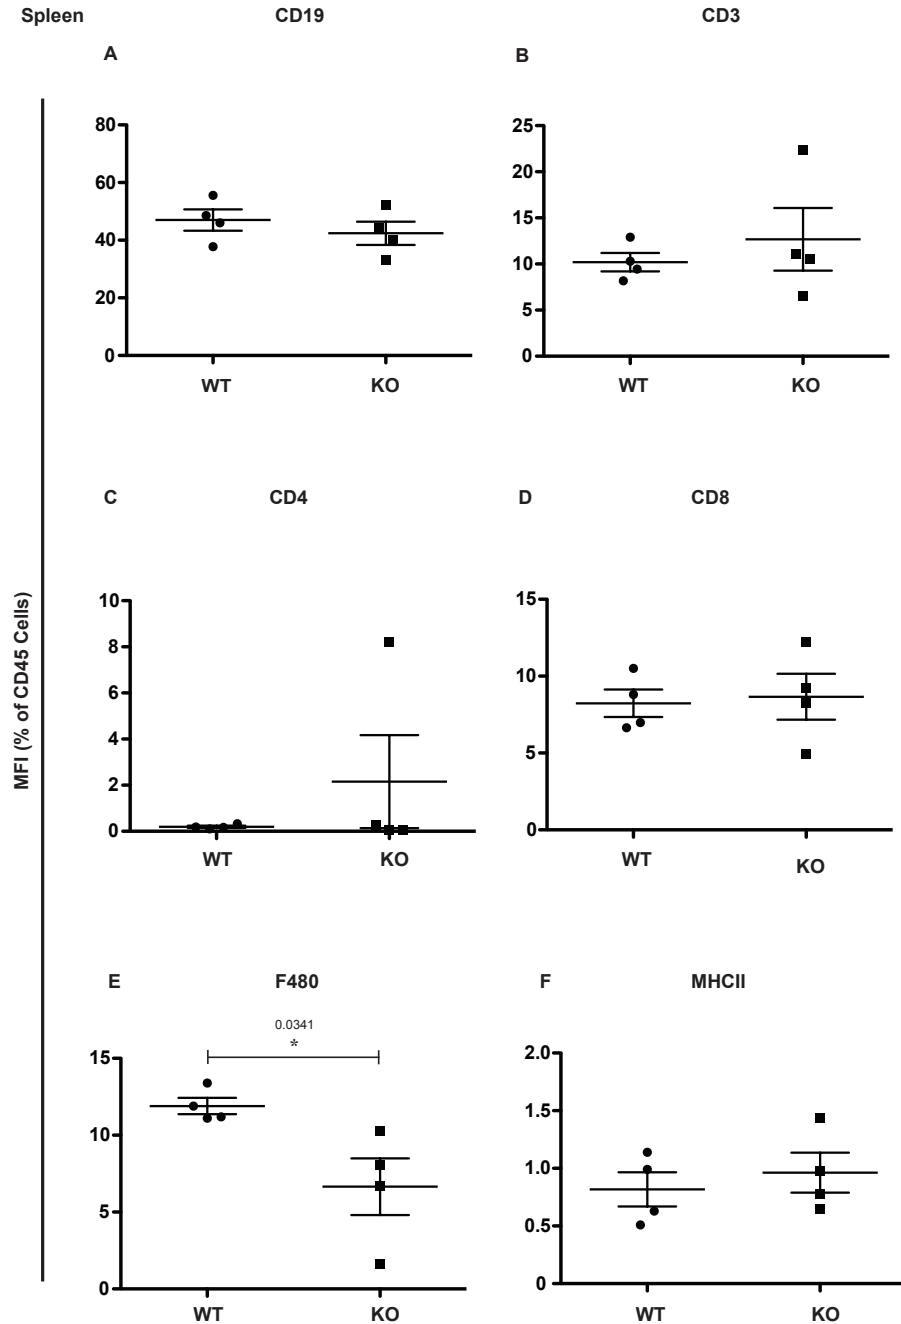 Spleen CD19 CD3
A B
80 25
60 20
40 15
20 10
0 5
0
WT KO WT KO
C CD4 D CD8
MFI (% of CD45 Cells)
10 15
8
6 10
4
2 5
0 0
WT KO WT KO
E F480 F MHCII
0.0341
*
15 2.0
10 1.5
5 1.0
0 0.5
0
WT KO WT KO